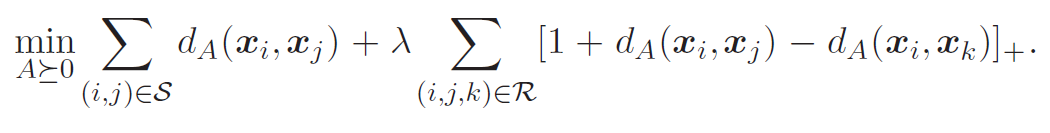 min_{A⪰0} ∑_{(i,j)∈𝒮} d_A(𝒙_i, 𝒙_j) + λ ∑_{(i,j,k)∈ℛ} [1 + d_A(𝒙_i, 𝒙_j) − d_A(𝒙_i, 𝒙_k)]_+.